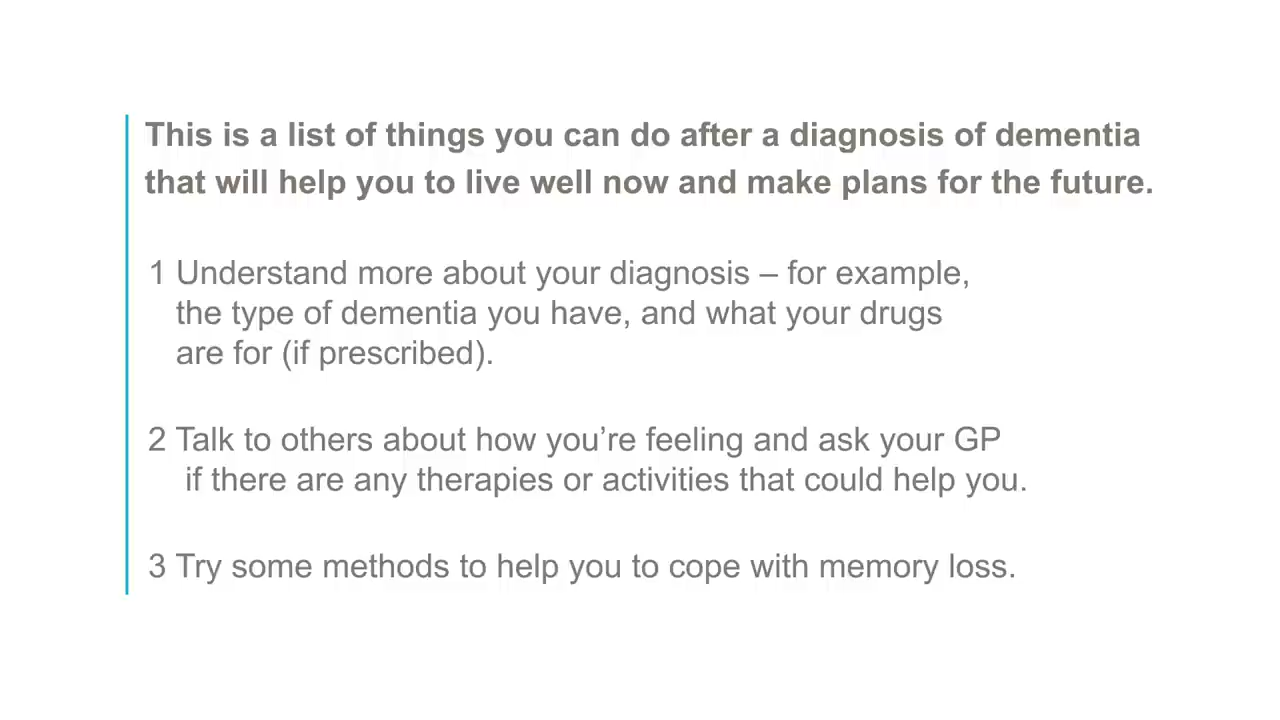 This is a list of things you can do after a diagnosis of dementia
that will help you to live well now and make plans for the future.
1 Understand more about your diagnosis – for example,
the type of dementia you have, and what your drugs
are for (if prescribed).
2 Talk to others about how you’re feeling and ask your GP
if there are any therapies or activities that could help you.
3 Try some methods to help you to cope with memory loss.